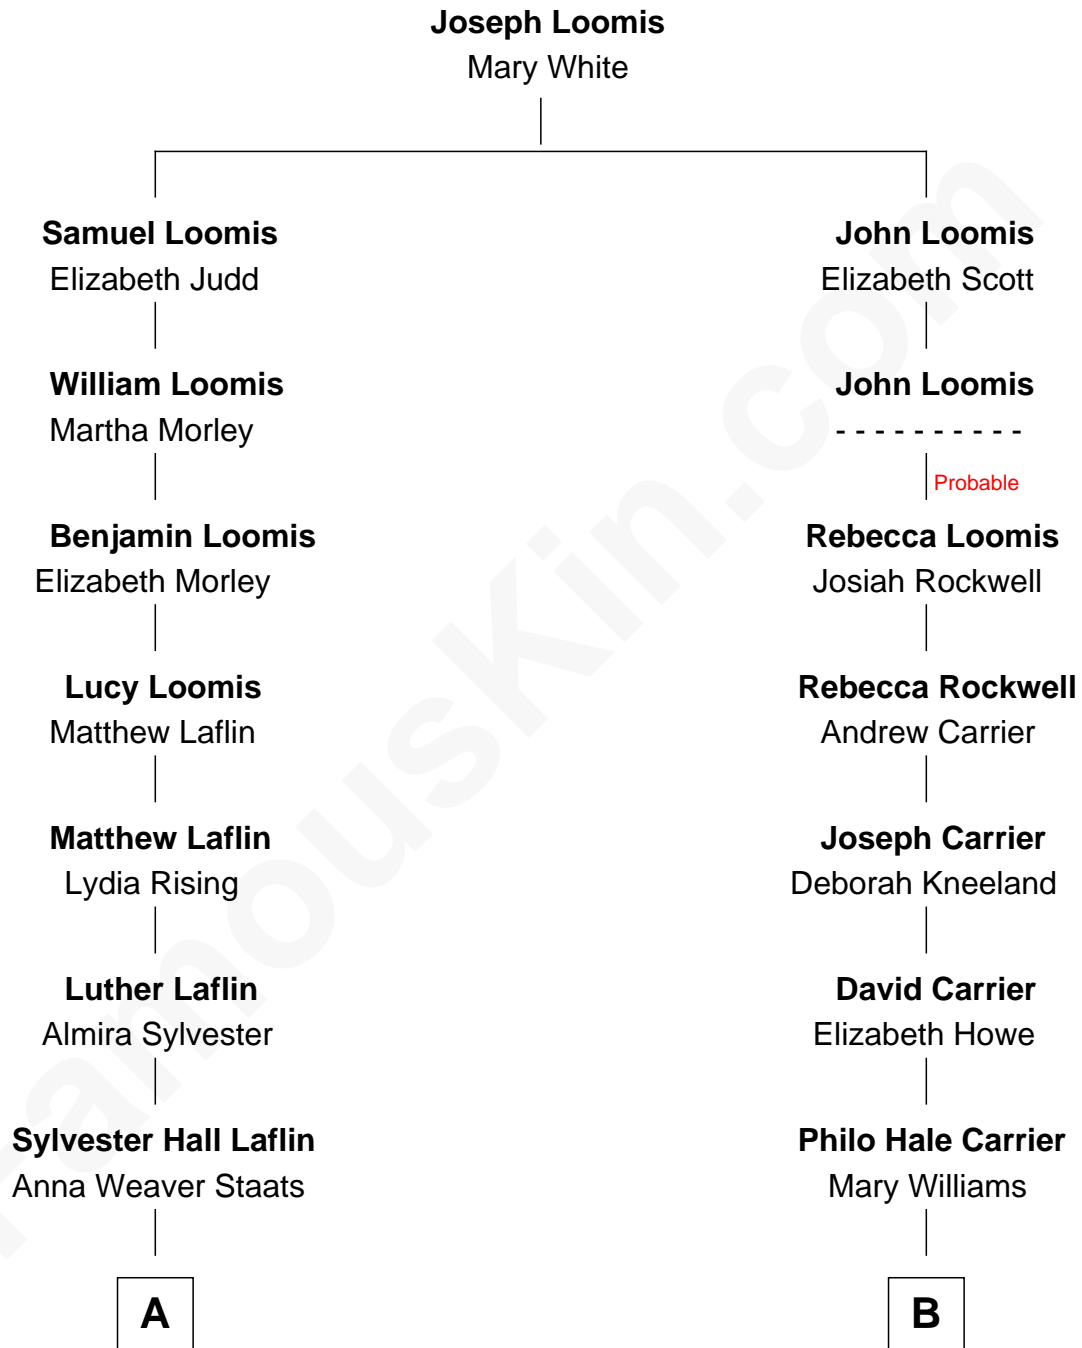 Joseph Loomis
Mary White
Samuel Loomis
Elizabeth Judd
William Loomis
Martha Morley
Benjamin Loomis
Elizabeth Morley
Lucy Loomis
Matthew Laflin
Matthew Laflin
Lydia Rising
Luther Laflin
Almira Sylvester
Sylvester Hall Laflin
Anna Weaver Staats
A
John Loomis
Elizabeth Scott
John Loomis
- - - - - - - - - -
Probable
Rebecca Loomis
Josiah Rockwell
Rebecca Rockwell
Andrew Carrier
Joseph Carrier
Deborah Kneeland
David Carrier
Elizabeth Howe
Philo Hale Carrier
Mary Williams
B
FamousKin.com